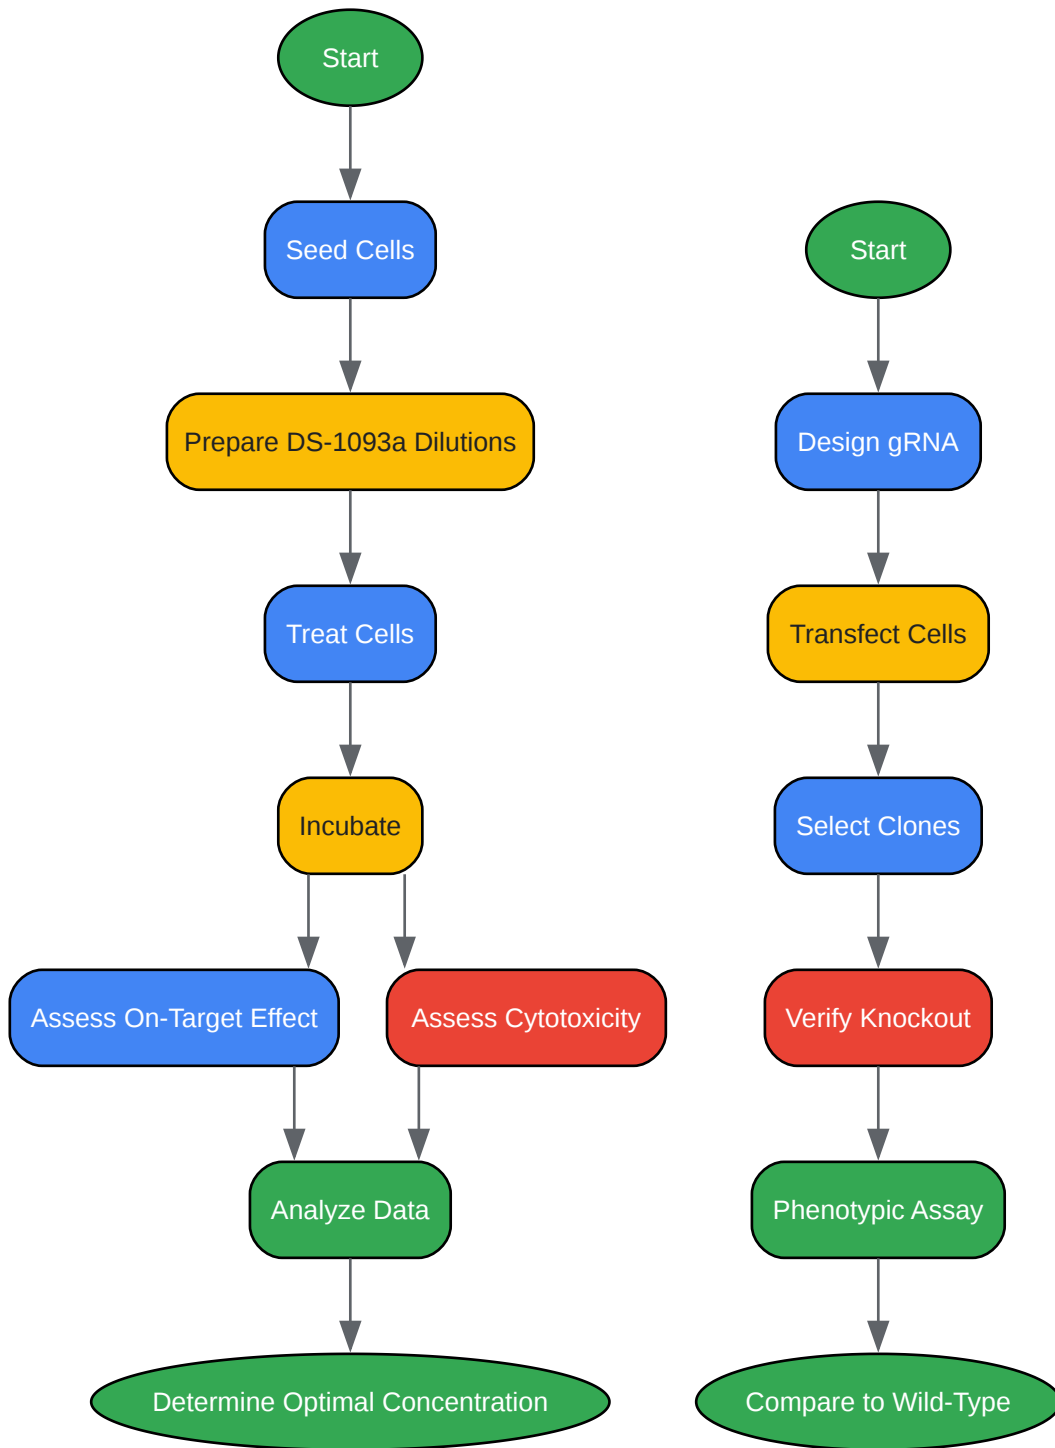 Start
Seed Cells
Prepare DS-1093a Dilutions
Treat Cells
Incubate
Assess On-Target Effect
Assess Cytotoxicity
Analyze Data
Determine Optimal Concentration
Start
Design gRNA
Transfect Cells
Select Clones
Verify Knockout
Phenotypic Assay
Compare to Wild-Type